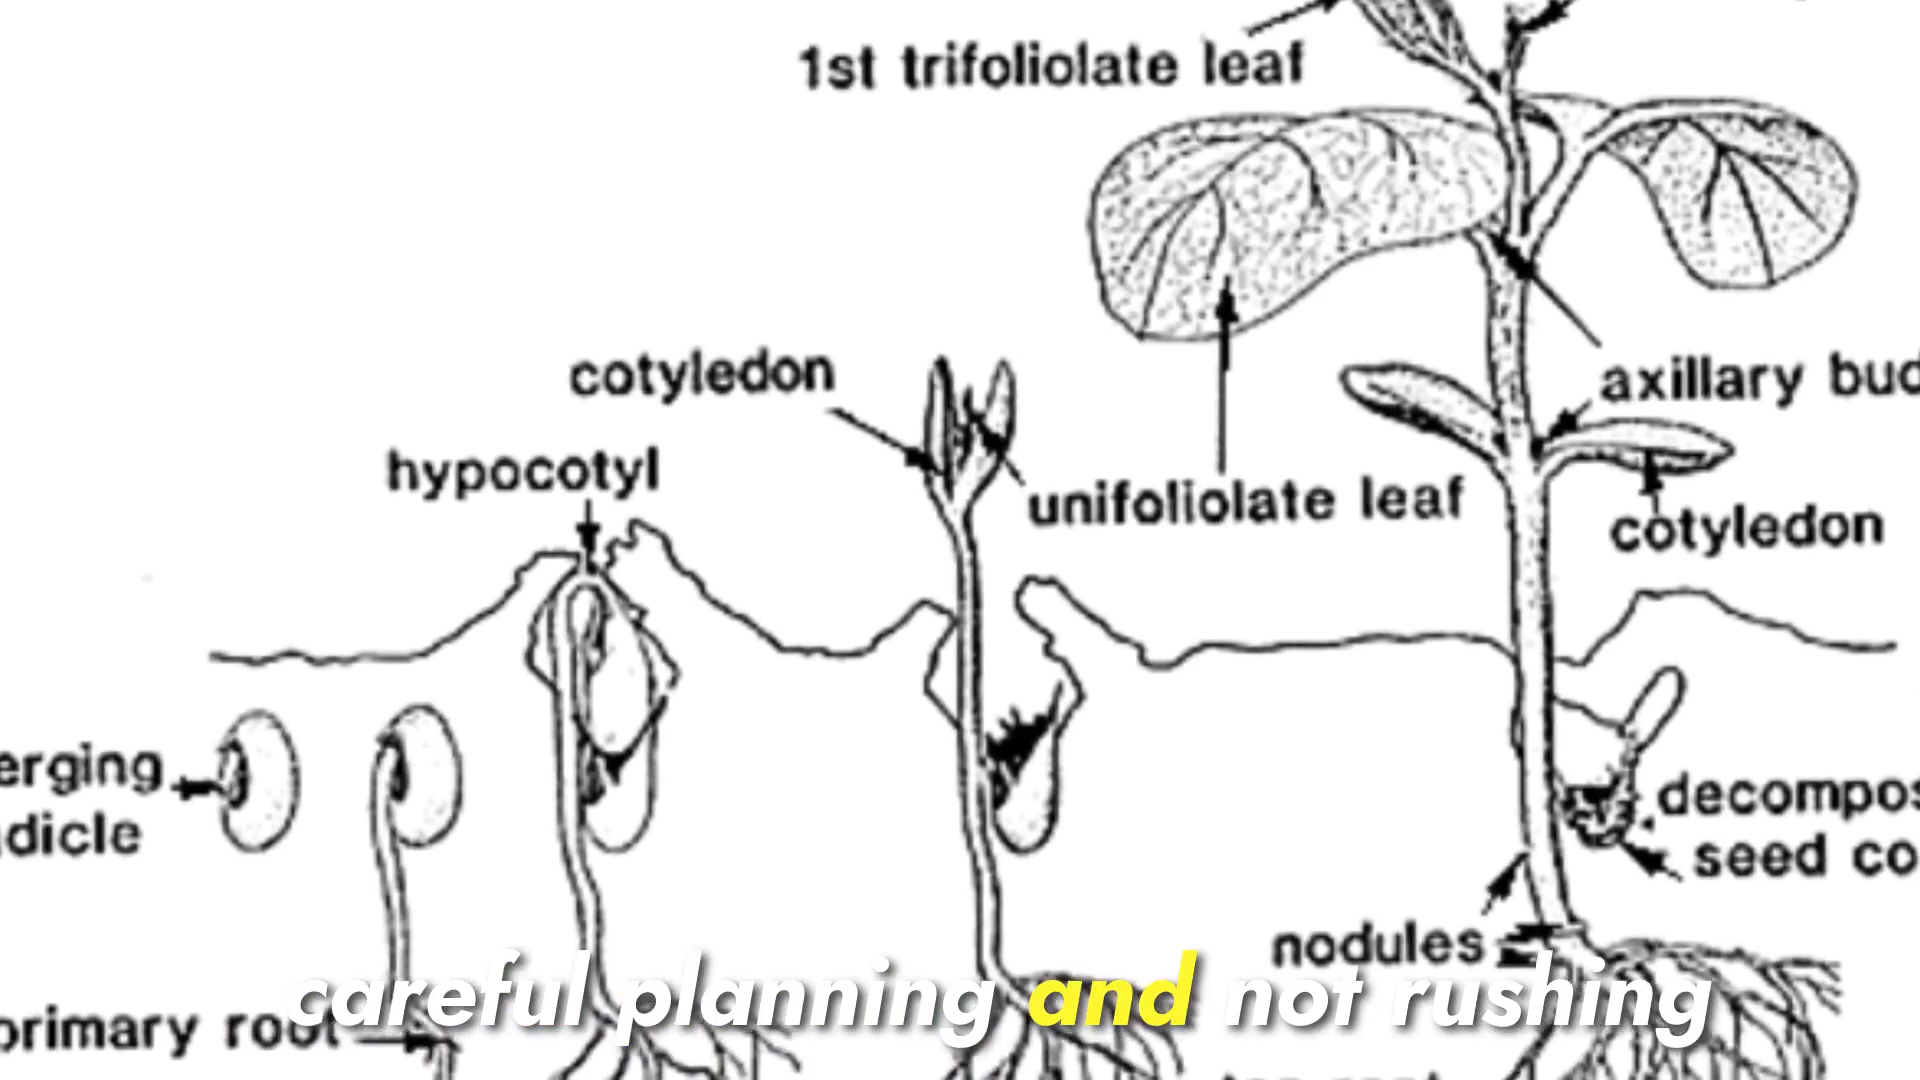 1st trifoliolate leaf
cotyledon
axillary bud
hypocotyl
unifoliolate leaf
cotyledon
erging
dicle
decompos
seed co
nodules
careful planning and not rushing
primary root